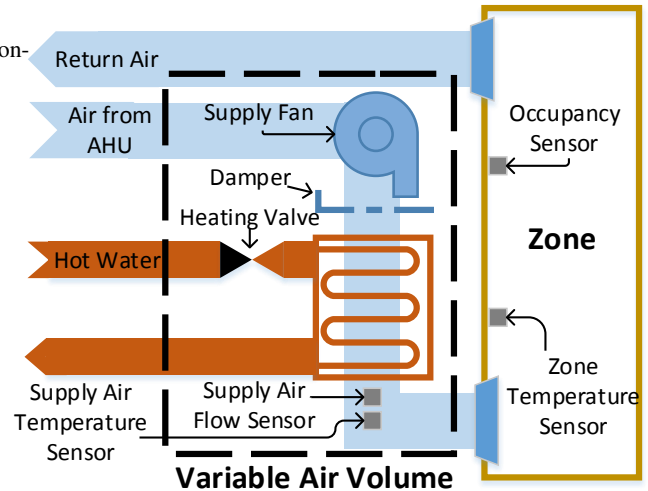 on-
Return Air
Air from
AHU
Supply Fan
Occupancy
Sensor
Damper
Heating Valve
Zone
Hot Water
Supply Air
Temperature
Sensor
Supply Air
Flow Sensor
Zone
Temperature
Sensor
Variable Air Volume